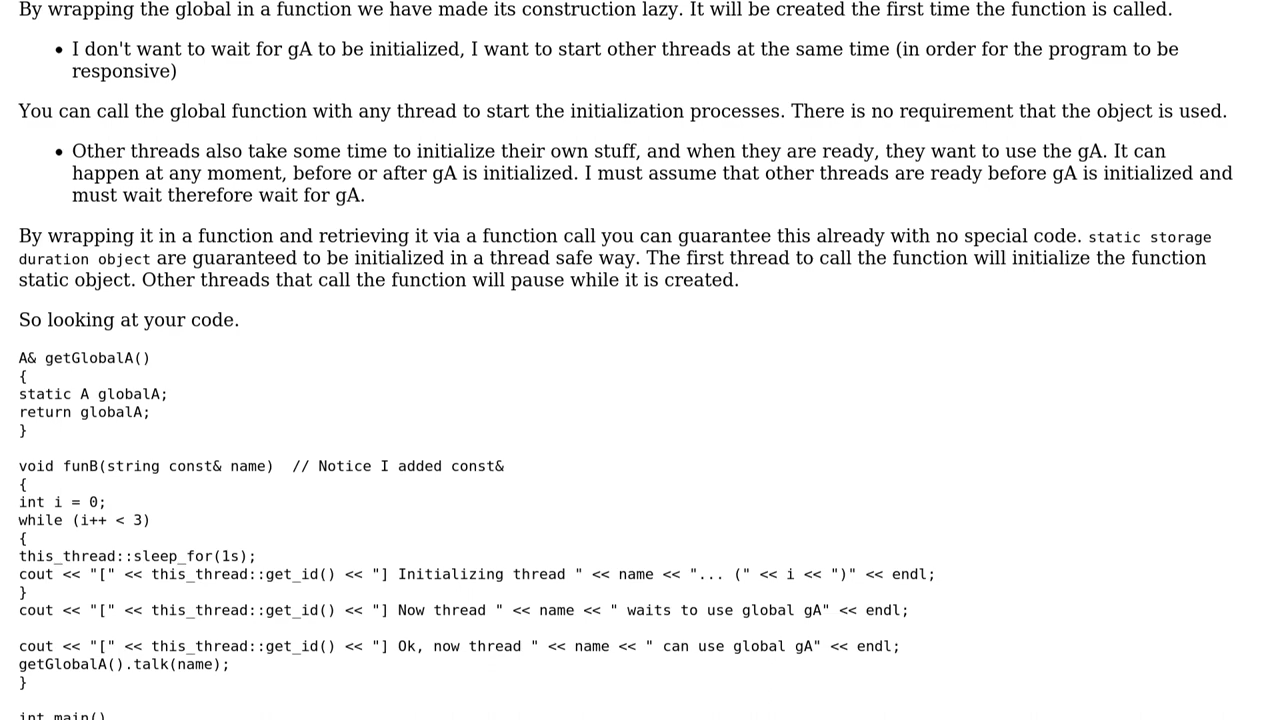 By wrapping the global in a function we have made its construction lazy. It will be created the first time the function is called.
• I don't want to wait for gA to be initialized, I want to start other threads at the same time (in order for the program to be
responsive)
You can call the global function with any thread to start the initialization processes. There is no requirement that the object is used.
• Other threads also take some time to initialize their own stuff, and when they are ready, they want to use the gA. It can
happen at any moment, before or after gA is initialized. I must assume that other threads are ready before gA is initialized and
must wait therefore wait for gA.
By wrapping it in a function and retrieving it via a function call you can guarantee this already with no special code. static storage
duration object are guaranteed to be initialized in a thread safe way. The first thread to call the function will initialize the function
static object. Other threads that call the function will pause while it is created.
So looking at your code.
A& getGlobalA()
{
static A globalA;
return globalA;
}
void funB(string const& name)  // Notice I added const&
{
int i = 0;
while (i++ < 3)
{
this_thread::sleep_for(1s);
cout << "[" << this_thread::get_id() << "] Initializing thread " << name << "... (" << i << ")" << endl;
}
cout << "[" << this_thread::get_id() << "] Now thread " << name << " waits to use global gA" << endl;
cout << "[" << this_thread::get_id() << "] Ok, now thread " << name << " can use global gA" << endl;
getGlobalA().talk(name);
}
int main()